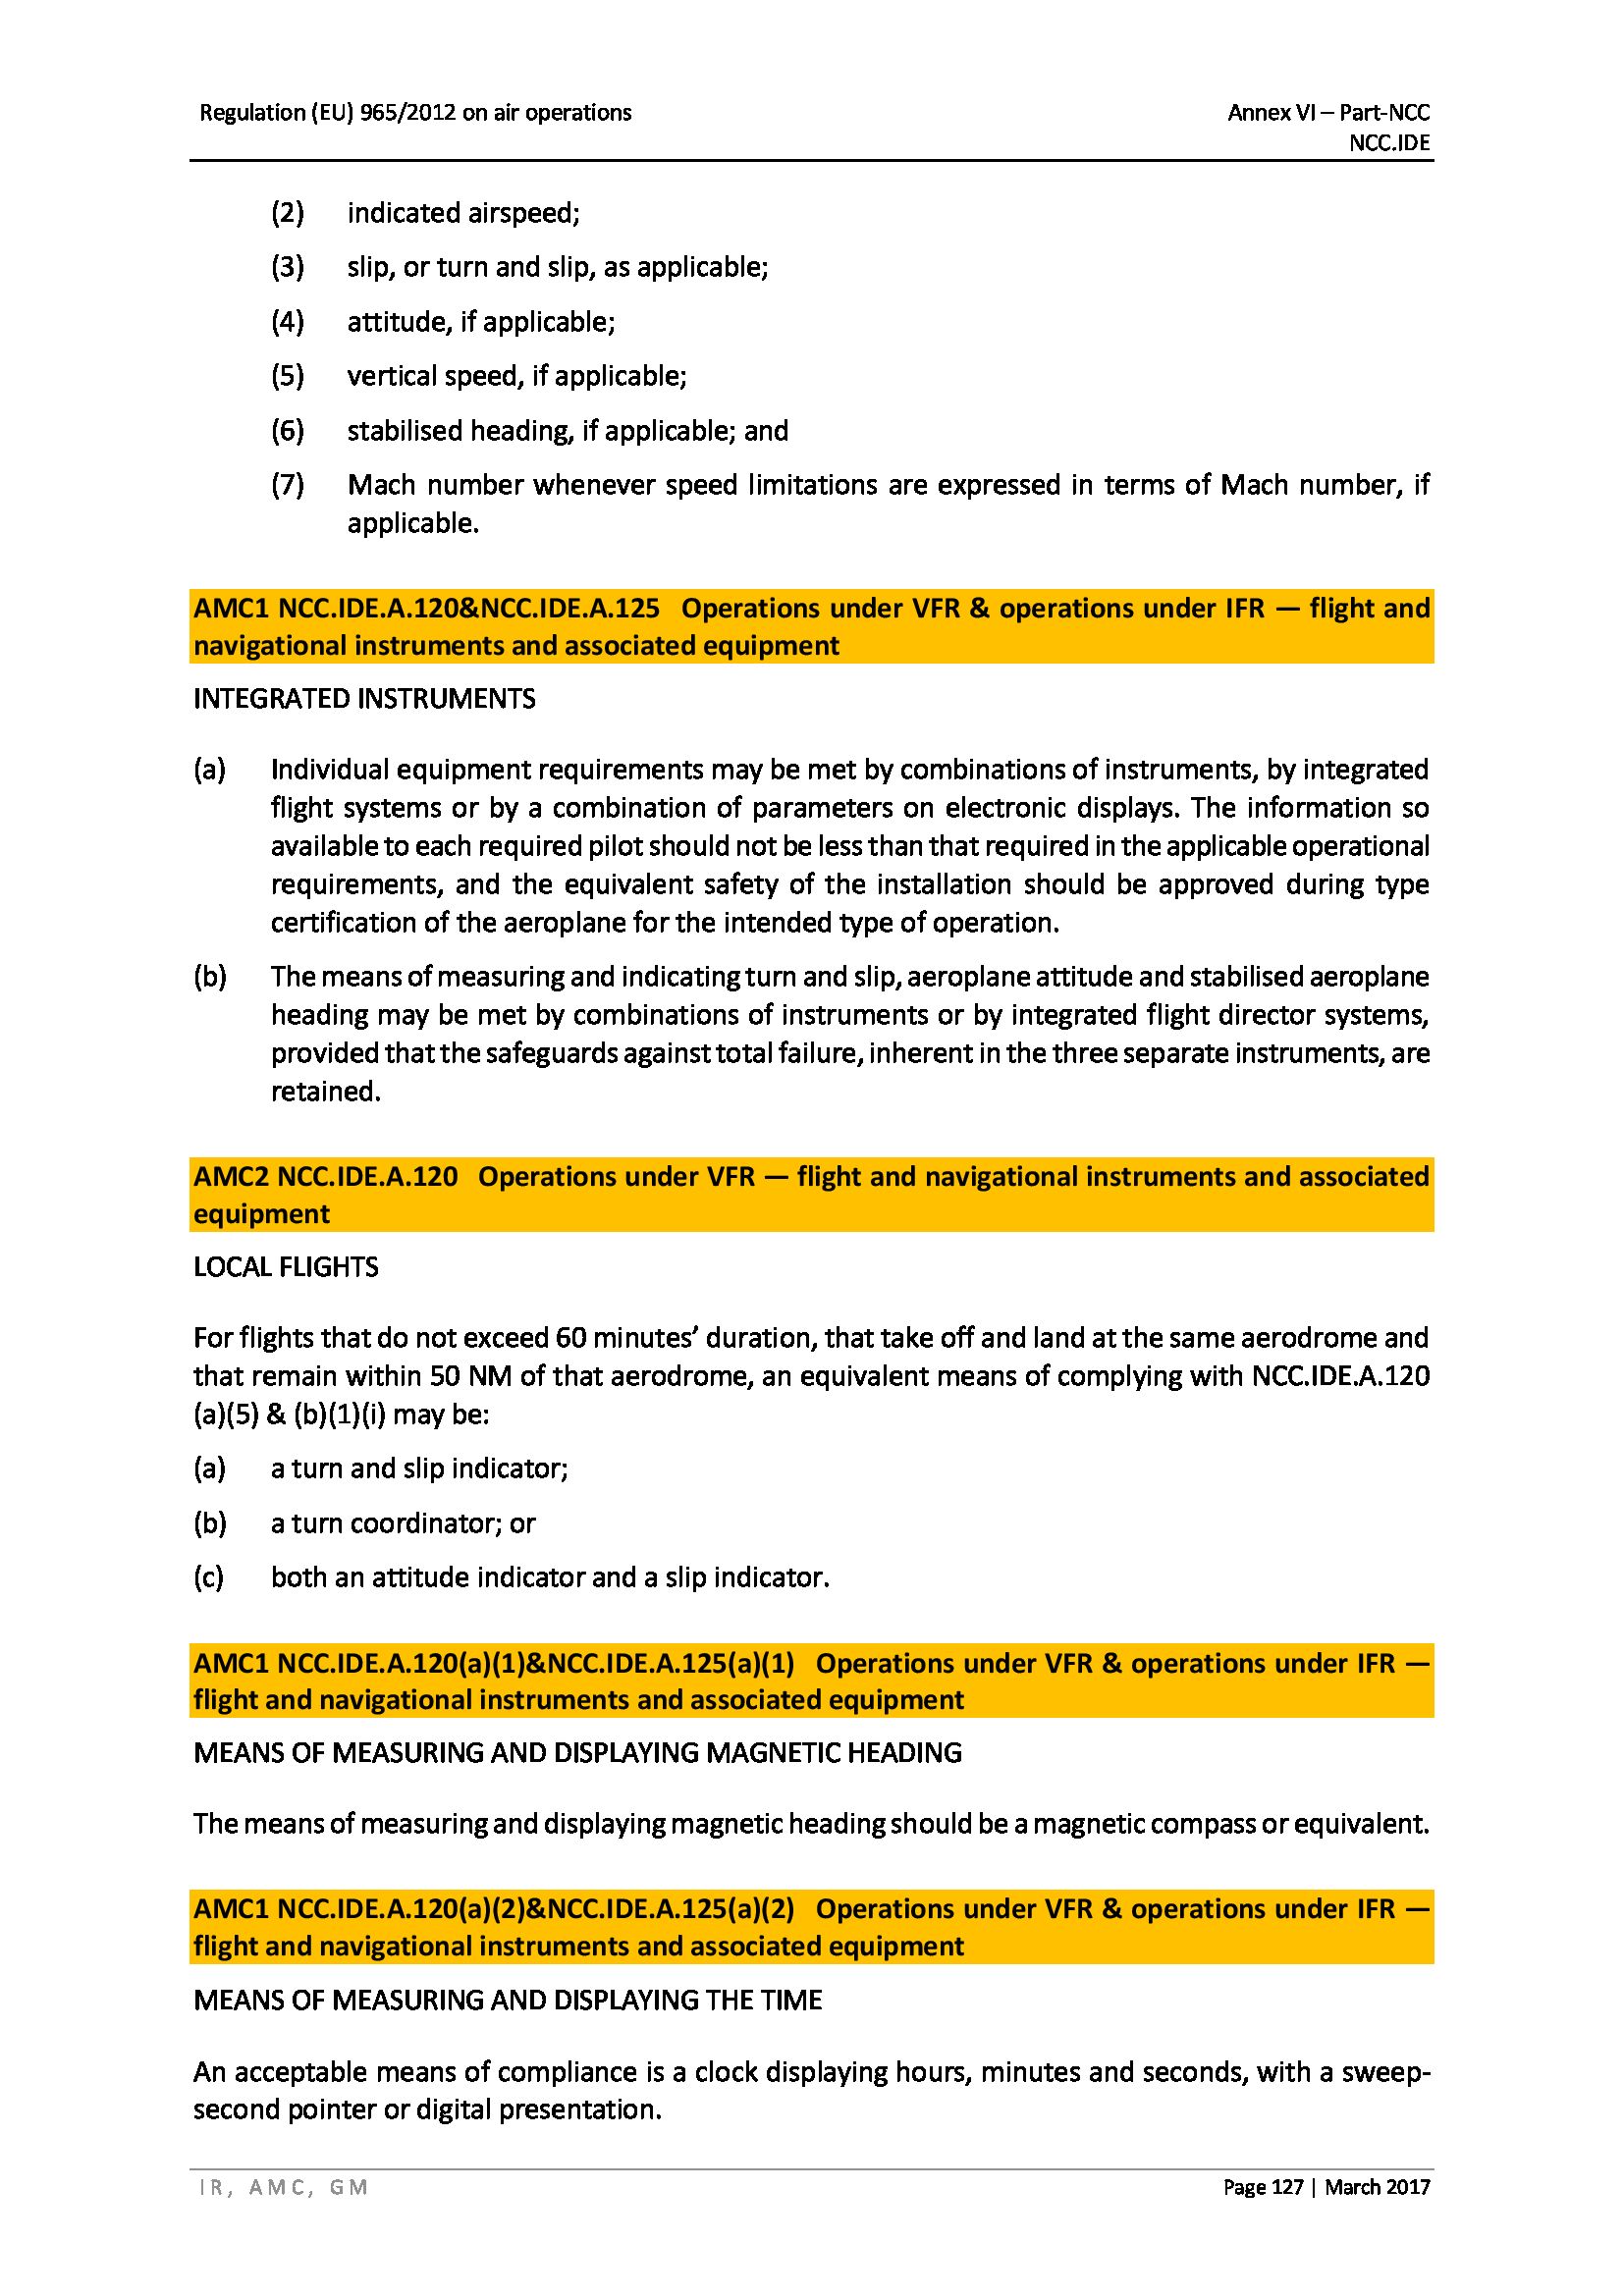 Regulation (EU) 965/2012 on air operations
Annex VI – Part-NCC
NCC.IDE
(2) indicated airspeed;
(3) slip, or turn and slip, as applicable;
(4) attitude, if applicable;
(5) vertical speed, if applicable;
(6) stabilised heading, if applicable; and
(7) Mach number whenever speed limitations are expressed in terms of Mach number, if
applicable.
AMC1 NCC.IDE.A.120&NCC.IDE.A.125 Operations under VFR & operations under IFR — flight and
navigational instruments and associated equipment
INTEGRATED INSTRUMENTS
(a) Individual equipment requirements may be met by combinations of instruments, by integrated
flight systems or by a combination of parameters on electronic displays. The information so
available to each required pilot should not be less than that required in the applicable operational
requirements, and the equivalent safety of the installation should be approved during type
certification of the aeroplane for the intended type of operation.
(b) The means of measuring and indicating turn and slip, aeroplane attitude and stabilised aeroplane
heading may be met by combinations of instruments or by integrated flight director systems,
provided that the safeguards against total failure, inherent in the three separate instruments, are
retained.
AMC2 NCC.IDE.A.120 Operations under VFR — flight and navigational instruments and associated
equipment
LOCAL FLIGHTS
For flights that do not exceed 60 minutes’ duration, that take off and land at the same aerodrome and
that remain within 50 NM of that aerodrome, an equivalent means of complying with NCC.IDE.A.120
(a)(5) & (b)(1)(i) may be:
(a) a turn and slip indicator;
(b) a turn coordinator; or
(c) both an attitude indicator and a slip indicator.
AMC1 NCC.IDE.A.120(a)(1)&NCC.IDE.A.125(a)(1) Operations under VFR & operations under IFR —
flight and navigational instruments and associated equipment
MEANS OF MEASURING AND DISPLAYING MAGNETIC HEADING
The means of measuring and displaying magnetic heading should be a magnetic compass or equivalent.
AMC1 NCC.IDE.A.120(a)(2)&NCC.IDE.A.125(a)(2) Operations under VFR & operations under IFR —
flight and navigational instruments and associated equipment
MEANS OF MEASURING AND DISPLAYING THE TIME
An acceptable means of compliance is a clock displaying hours, minutes and seconds, with a sweep-
second pointer or digital presentation.
IR, AMC, GM
Page 127 | March 2017